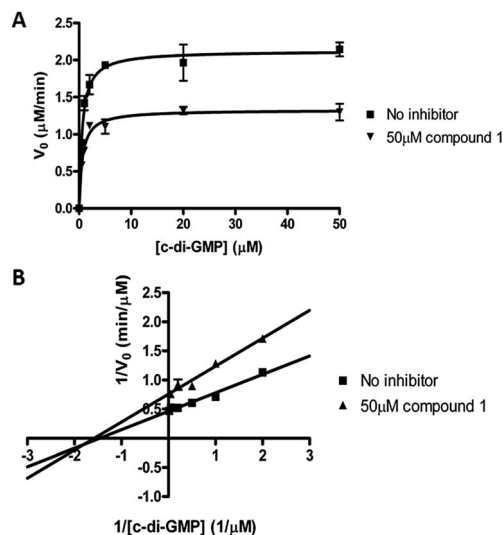 A
2.5
2.0
1.5
1.0
0.5
0.0
V0 (µM/min)
0 10 20 30 40 50
[c-di-GMP] (µM)
No inhibitor
50µM compound 1
B
1/V0 (min/µM)
2.5
2.0
1.5
1.0
0.5
-0.5
-1.0
-3 -2 -1 1 2 3
No inhibitor
50µM compound 1
1/[c-di-GMP] (1/µM)